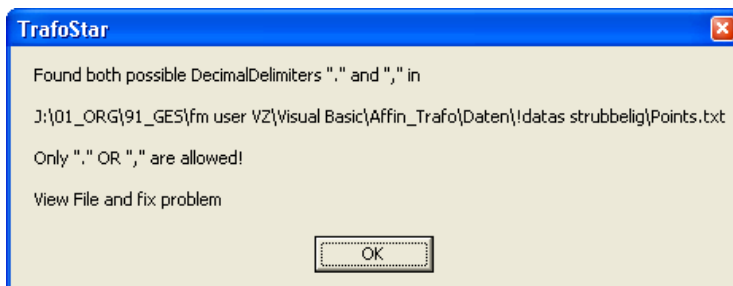 TrafoStar
Found both possible DecimalDelimiters "." and "," in
J:\01_ORG\91_GES\fm user VZ\Visual Basic\Affin_Trafo\Daten\!datas strubbelig\Points.txt
Only "." OR "," are allowed!
View File and fix problem
OK